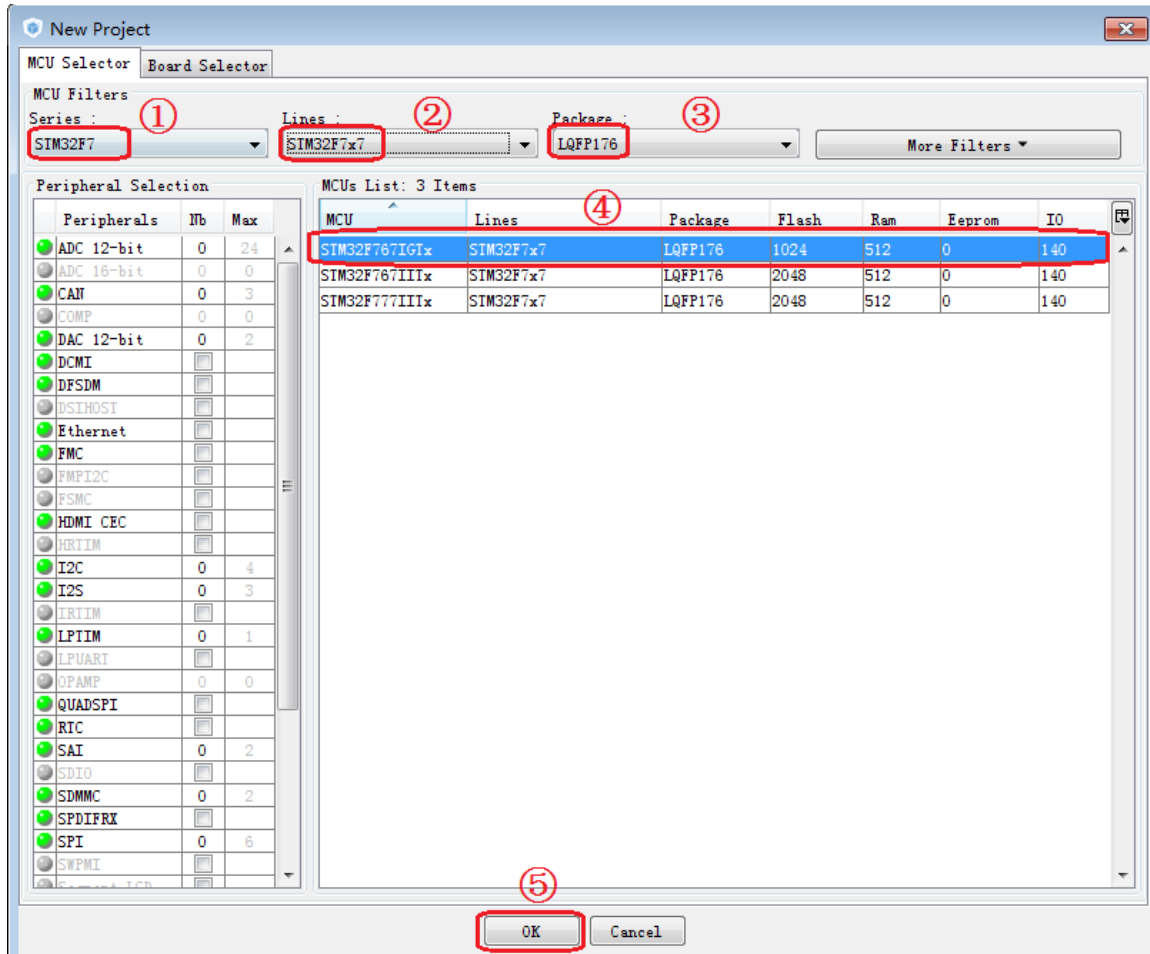 New Project
MCU Selector Board Selector
MCU Filters
Series : ① Lines : ② Package : ③
STM32F7 STM32F7x7 LQFP176 More Filters
Peripheral Selection MCUs List: 3 Items
Peripherals Nb Max MCU Lines ④ Package Flash Ram Eeprom IO
ADC 12-bit 0 24 STM32F767IGTx STM32F7x7 LQFP176 1024 512 0 140
ADC 16-bit 0 0 STM32F767IITx STM32F7x7 LQFP176 2048 512 0 140
CAN 0 3 STM32F777IITx STM32F7x7 LQFP176 2048 512 0 140
COMP 0 0
DAC 12-bit 0 2
DCMI
DFSDM
DSIHOST
Ethernet
FMC
FMPI2C
FSMC
HDMI CEC
HRTIM
I2C 0 4
I2S 0 3
IRTIM
LPTIM 0 1
LPUART
OPAMP 0 0
QUADSPI
RTC
SAI 0 2
SDIO
SDMMC 0 2
SPDIFRX
SPI 0 6
SWPMI
⑤
OK Cancel